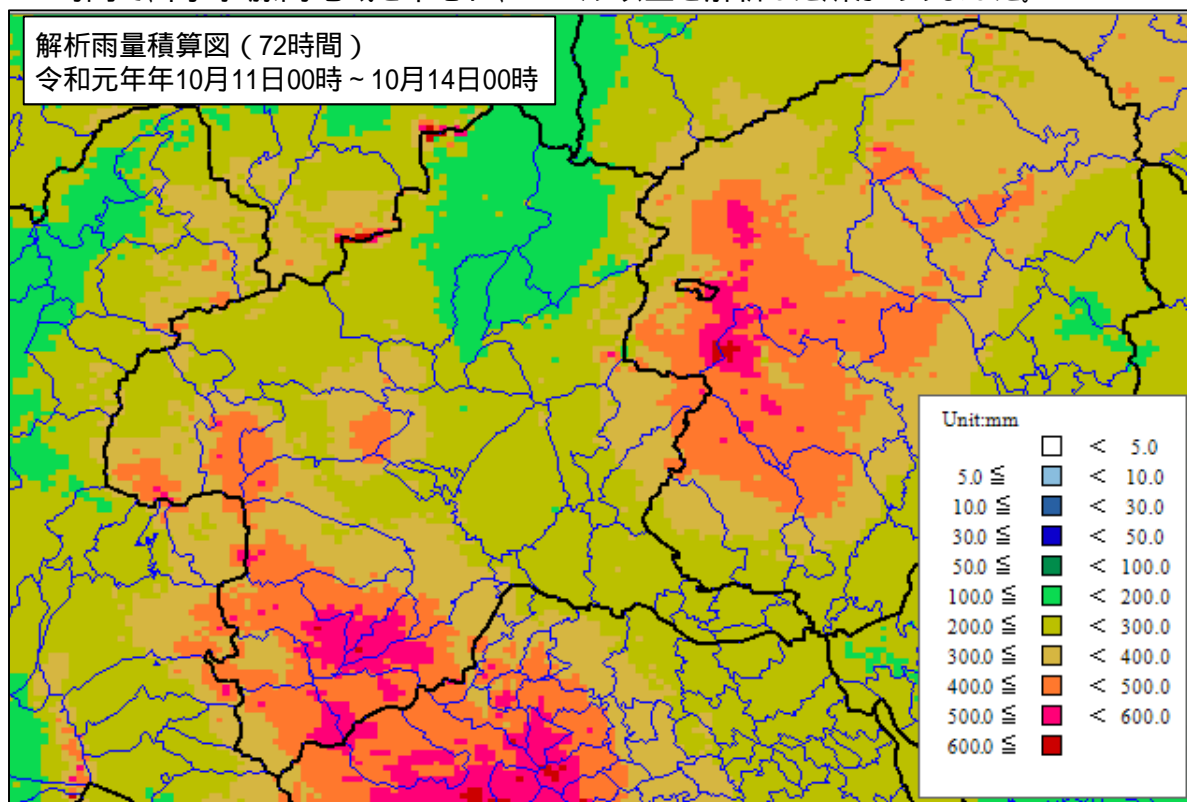 解析雨量積算図（72時間）
令和元年年10月11日00時～10月14日00時
Unit:mm
< 5.0
5.0 ≦ < 10.0
10.0 ≦ < 30.0
30.0 ≦ < 50.0
50.0 ≦ < 100.0
100.0 ≦ < 200.0
200.0 ≦ < 300.0
300.0 ≦ < 400.0
400.0 ≦ < 500.0
500.0 ≦ < 600.0
600.0 ≦